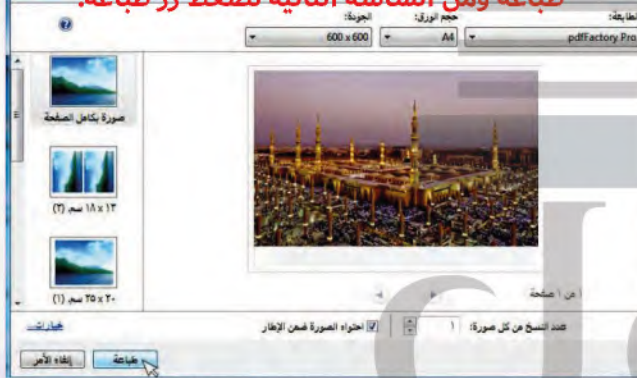 طباعة ومن الشاشة التالية نضغط زر طباعة.
الطابعة: حجم الورق: الجودة:
pdfFactory Pro A4 600 x 600
صورة بكامل الصفحة
١٣ x ١٨ سم. (٢)
٢٠ x ٢٥ سم. (١)
١ من ١ صفحة
عدد النسخ من كل صورة: ١ احتواء الصورة ضمن الإطار
خيارات...
طباعة إلغاء الأمر